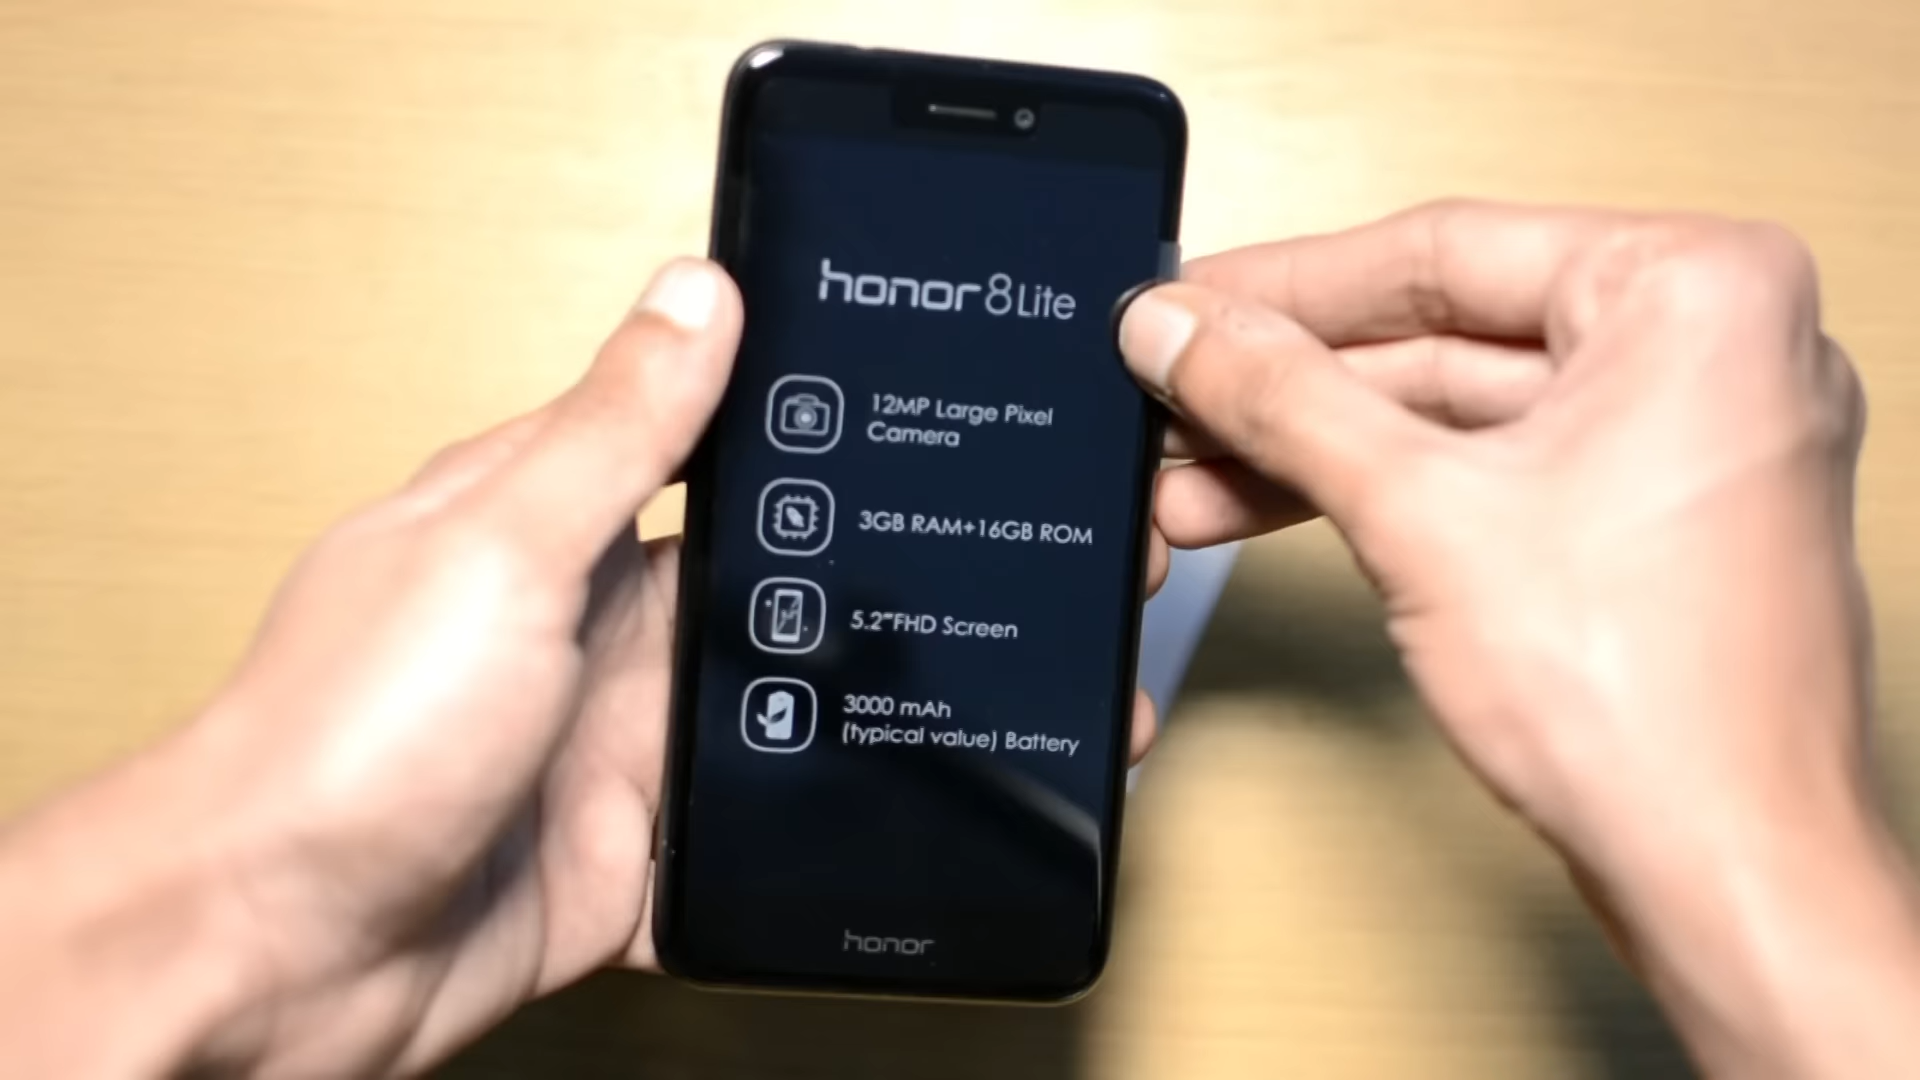 honor 8 Lite
12MP Large Pixel
Camera
3GB RAM+16GB ROM
5.2"FHD Screen
3000 mAh
(typical value) Battery
honor